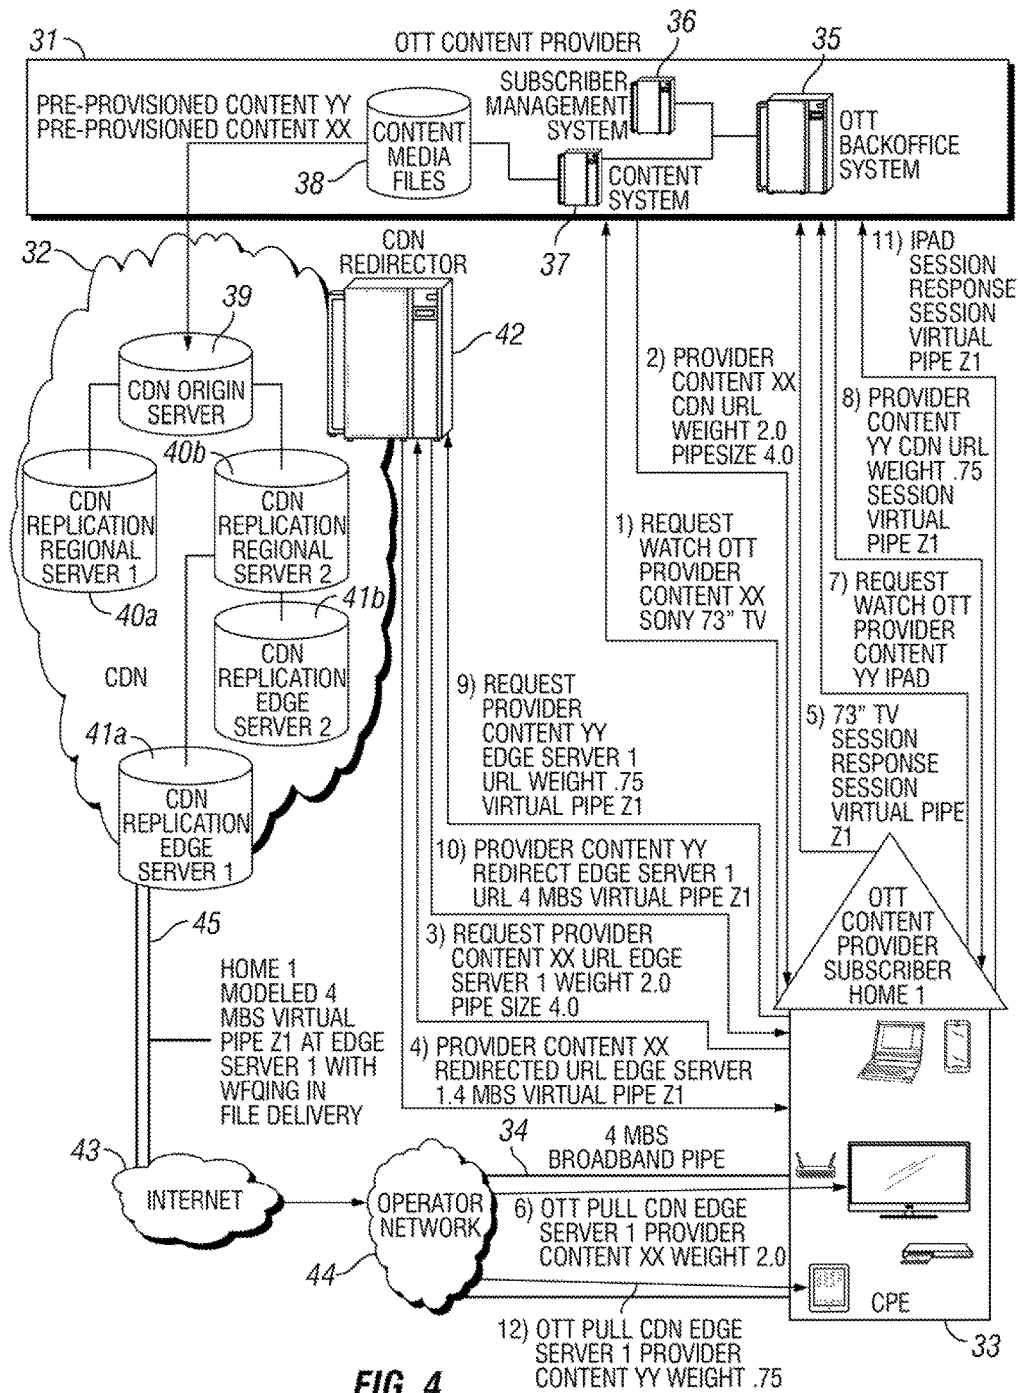 31
OTT CONTENT PROVIDER
36
35
PRE-PROVISIONED CONTENT YY
PRE-PROVISIONED CONTENT XX
CONTENT
MEDIA
FILES
38
SUBSCRIBER
MANAGEMENT
SYSTEM
CONTENT
SYSTEM
37
OTT
BACKOFFICE
SYSTEM
32
CDN
REDIRECTOR
42
39
CDN ORIGIN
SERVER
40b
CDN
REPLICATION
REGIONAL
SERVER 1
40a
CDN
REPLICATION
REGIONAL
SERVER 2
41b
CDN
REPLICATION
EDGE
SERVER 2
CDN
41a
CDN
REPLICATION
EDGE
SERVER 1
45
HOME 1
MODELED 4
MBS VIRTUAL
PIPE Z1 AT EDGE
SERVER 1 WITH
WFQING IN
FILE DELIVERY
11) IPAD
SESSION
RESPONSE
SESSION
VIRTUAL
PIPE Z1
2) PROVIDER
CONTENT XX
CDN URL
WEIGHT 2.0
PIPESIZE 4.0
8) PROVIDER
CONTENT
YY CDN URL
WEIGHT .75
SESSION
VIRTUAL
PIPE Z1
1) REQUEST
WATCH OTT
PROVIDER
CONTENT XX
SONY 73" TV
7) REQUEST
WATCH OTT
PROVIDER
CONTENT
YY IPAD
9) REQUEST
PROVIDER
CONTENT YY
EDGE SERVER 1
URL WEIGHT .75
VIRTUAL PIPE Z1
5) 73" TV
SESSION
RESPONSE
SESSION
VIRTUAL PIPE
Z1
10) PROVIDER CONTENT YY
REDIRECT EDGE SERVER 1
URL 4 MBS VIRTUAL PIPE Z1
3) REQUEST PROVIDER
CONTENT XX URL EDGE
SERVER 1 WEIGHT 2.0
PIPE SIZE 4.0
4) PROVIDER CONTENT XX
REDIRECTED URL EDGE SERVER
1.4 MBS VIRTUAL PIPE Z1
OTT
CONTENT
PROVIDER
SUBSCRIBER
HOME 1
43
INTERNET
OPERATOR
NETWORK
44
34
4 MBS
BROADBAND PIPE
6) OTT PULL CDN EDGE
SERVER 1 PROVIDER
CONTENT XX WEIGHT 2.0
12) OTT PULL CDN EDGE
SERVER 1 PROVIDER
CONTENT YY WEIGHT .75
CPE
33
FIG. 4